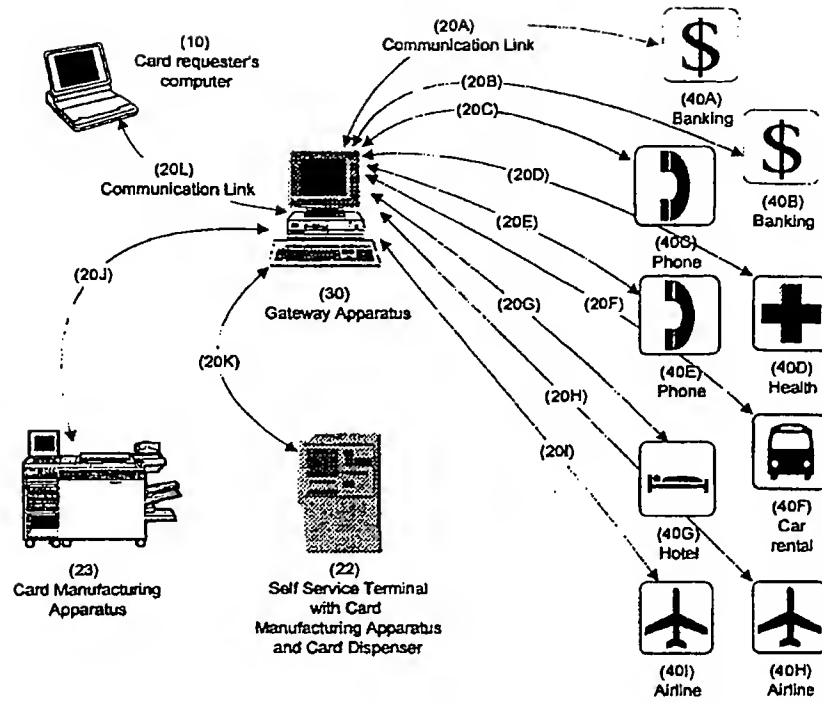 (20A)
Communication Link
$
(40A)
Banking
(10)
Card requester's
computer
(20B)
(20C)
$
(40B)
Banking
(20L)
Communication Link
(20D)
(40C)
Phone
(20E)
(20J)
(30)
Gateway Apparatus
(20G)
(20F)
(40D)
Health
(40E)
Phone
(20K)
(20H)
(20I)
(40F)
Car
rental
(40G)
Hotel
(23)
Card Manufacturing
Apparatus
(22)
Self Service Terminal
with Card
Manufacturing Apparatus
and Card Dispenser
(40I)
Airline
(40H)
Airline